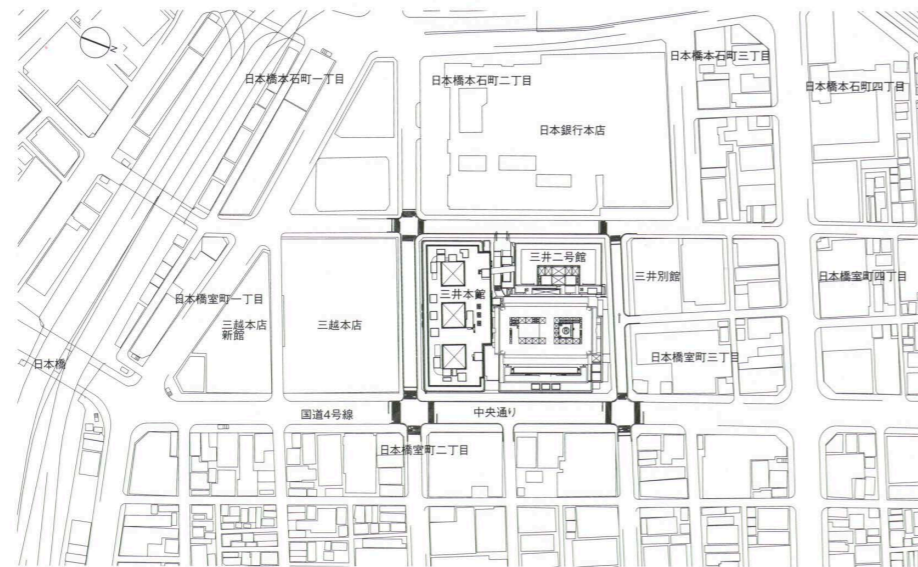 N
日本橋本石町一丁目
日本橋本石町二丁目
日本橋本石町三丁目
日本橋本石町四丁目
日本銀行本店
三井二号館
三井別館
日本橋室町四丁目
三井本館
日本橋室町一丁目
三越本店
新館
三越本店
日本橋室町三丁目
日本橋
国道4号線
中央通り
日本橋室町二丁目